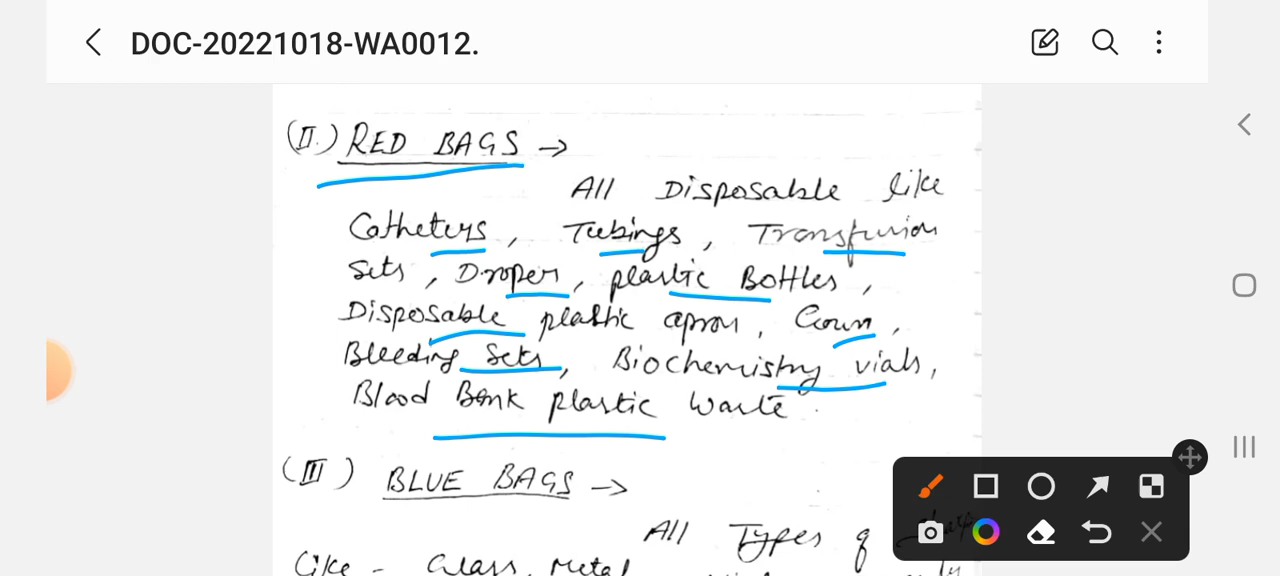 DOC-20221018-WA0012.
(II.) RED BAGS →
All Disposable like
Catheters, Tubings, Transfusion
Sets, Droper, plastic Bottles,
Disposable plastic apron, Gown,
Bleeding Sets, Biochemistry vials,
Blood Bank plastic Waste.
(III) BLUE BAGS →
All Types of
Like - Glass, Metal